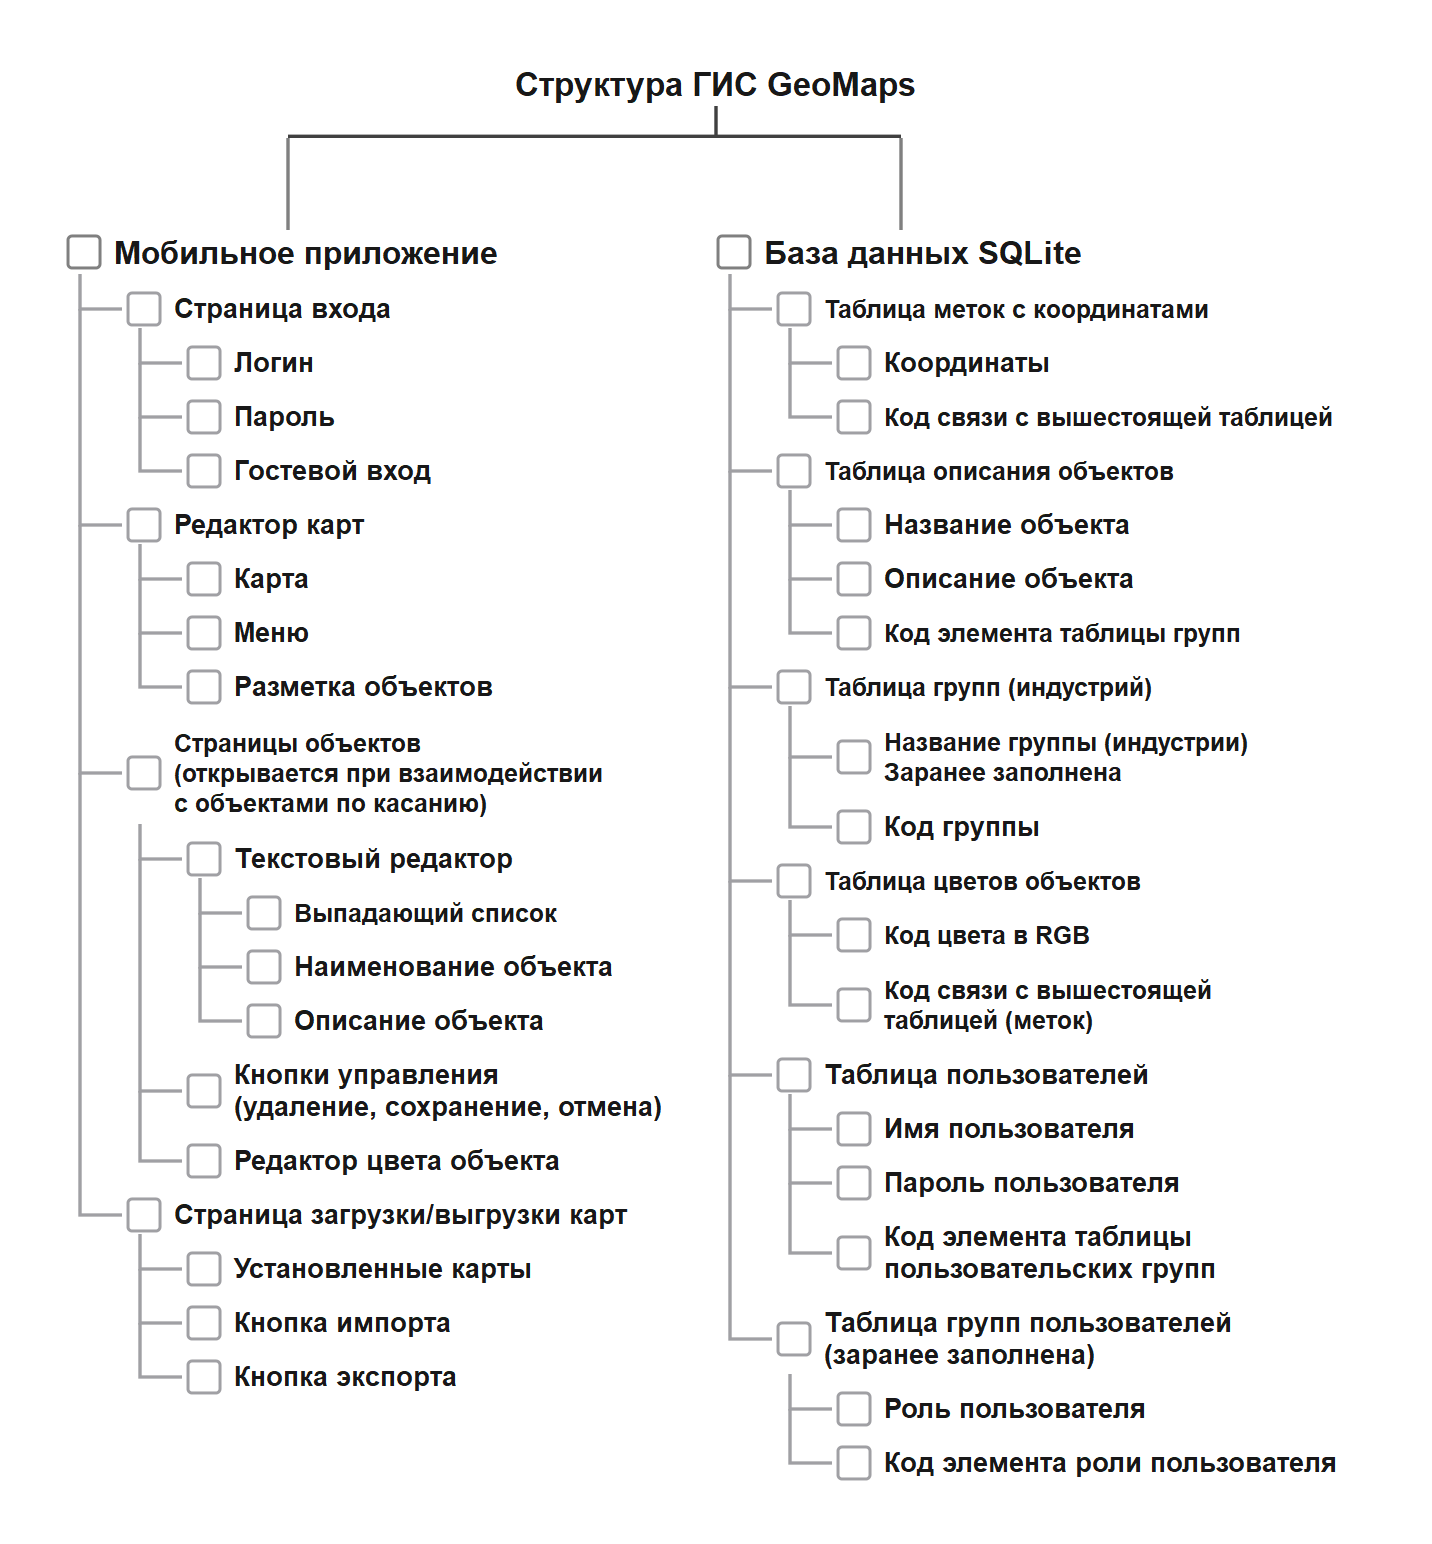 Структура ГИС GeoMaps
Мобильное приложение
Страница входа
Логин
Пароль
Гостевой вход
Редактор карт
Карта
Меню
Разметка объектов
Страницы объектов
(открывается при взаимодействии
с объектами по касанию)
Текстовый редактор
Выпадающий список
Наименование объекта
Описание объекта
Кнопки управления
(удаление, сохранение, отмена)
Редактор цвета объекта
Страница загрузки/выгрузки карт
Установленные карты
Кнопка импорта
Кнопка экспорта
База данных SQLite
Таблица меток с координатами
Координаты
Код связи с вышестоящей таблицей
Таблица описания объектов
Название объекта
Описание объекта
Код элемента таблицы групп
Таблица групп (индустрий)
Название группы (индустрии)
Заранее заполнена
Код группы
Таблица цветов объектов
Код цвета в RGB
Код связи с вышестоящей
таблицей (меток)
Таблица пользователей
Имя пользователя
Пароль пользователя
Код элемента таблицы
пользовательских групп
Таблица групп пользователей
(заранее заполнена)
Роль пользователя
Код элемента роли пользователя